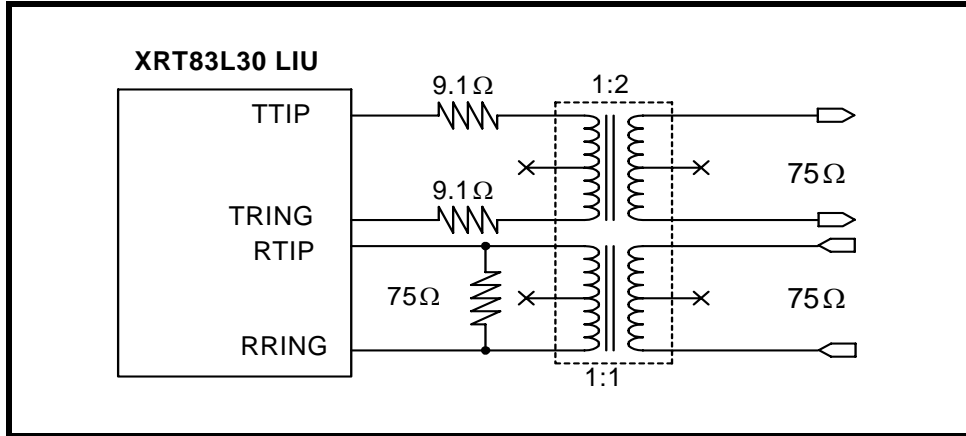 XRT83L30 LIU
9.1Ω
1:2
TTIP
75Ω
9.1Ω
TRING
RTIP
75Ω
75Ω
RRING
1:1